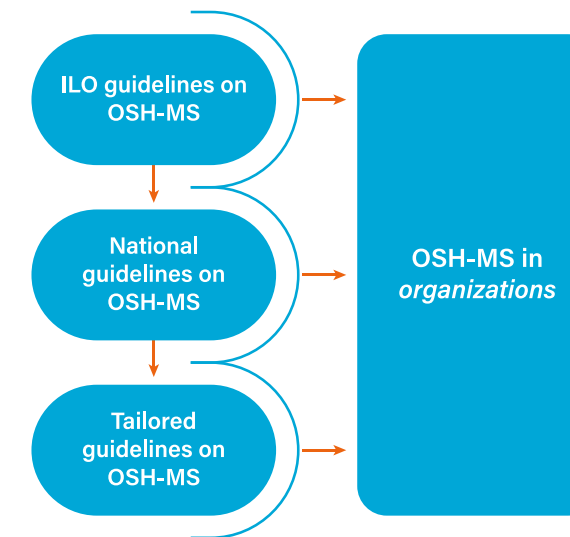 ILO guidelines on
OSH-MS
National
guidelines on
OSH-MS
Tailored
guidelines on
OSH-MS
OSH-MS in
organizations